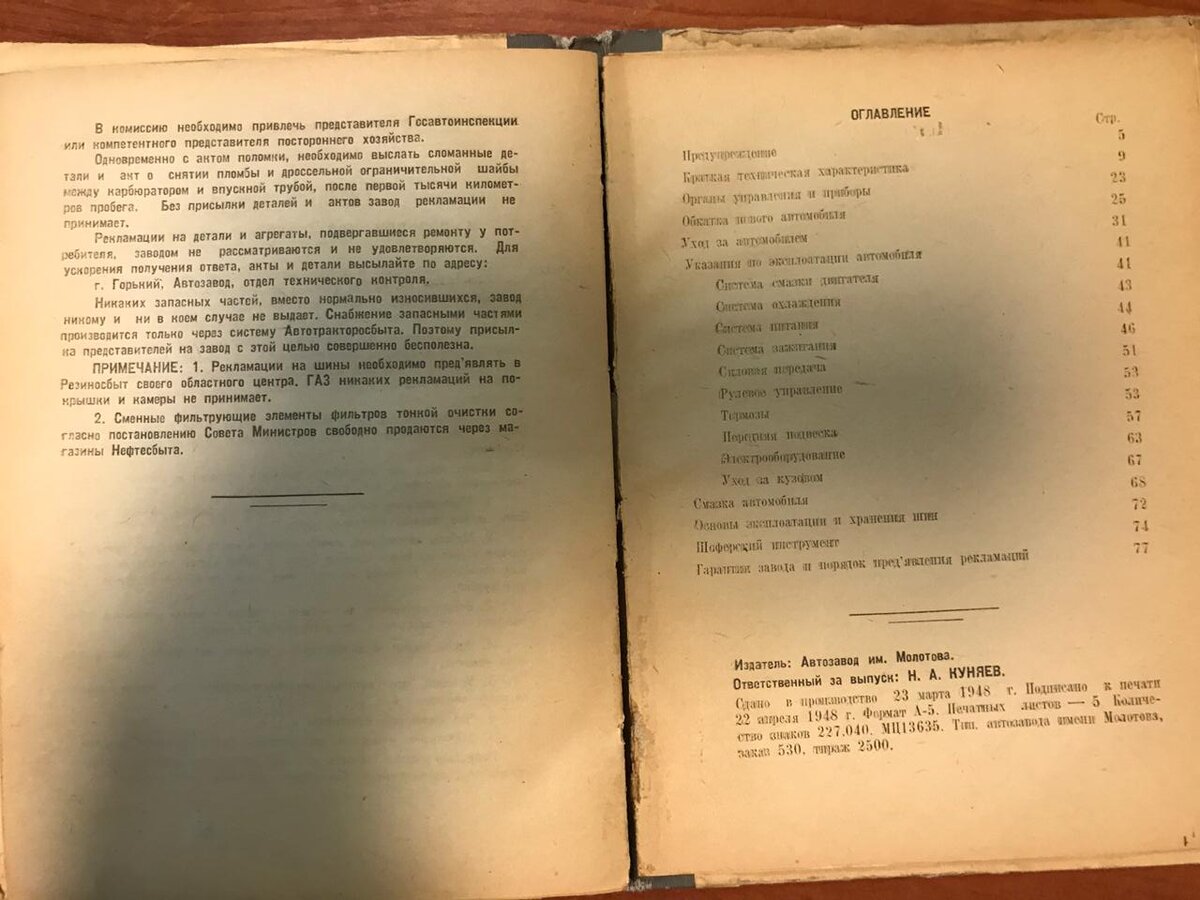 В комиссию необходимо привлечь представителя Госавтоинспекции
или компетентного представителя постороннего хозяйства.
Одновременно с актом поломки, необходимо выслать сломанные де-
тали и акт о снятии пломбы и дроссельной ограничительной шайбы
между карбюратором и впускной трубой, после первой тысячи километ-
ров пробега. Без присылки деталей и актов завод рекламации не
принимает.
Рекламации на детали и агрегаты, подвергавшиеся ремонту у пот-
ребителя, заводом не рассматриваются и не удовлетворяются. Для
ускорения получения ответа, акты и детали высылайте по адресу:
г. Горький, Автозавод, отдел технического контроля.
Никаких запасных частей, вместо нормально износившихся, завод
никому и ни в коем случае не выдает. Снабжение запасными частями
производится только через систему Автотракторосбыта. Поэтому присыл-
ка представителей на завод с этой целью совершенно бесполезна.
ПРИМЕЧАНИЕ: 1. Рекламации на шины необходимо пред'являть в
Резиносбыт своего областного центра. ГАЗ никаких рекламаций на по-
крышки и камеры не принимает.
2. Сменные фильтрующие элементы фильтров тонкой очистки со-
гласно постановлению Совета Министров свободно продаются через ма-
газины Нефтесбыта.
ОГЛАВЛЕНИЕ
Стр.
Предупреждение 5
Краткая техническая характеристика 9
Органы управления и приборы 23
Обкатка нового автомобиля 25
Уход за автомобилем 31
Указания по эксплоатации автомобиля 41
Система смазки двигателя 41
Система охлаждения 43
Система питания 44
Система зажигания 46
Силовая передача 51
Рулевое управление 53
Тормозы 53
Передняя подвеска 57
Электрооборудование 63
Уход за кузовом 67
Смазка автомобиля 68
Основы эксплоатации и хранения шин 72
Шоферский инструмент 74
Гарантии завода и порядок пред'явления рекламаций 77
Издатель: Автозавод им. Молотова.
Ответственный за выпуск: Н. А. КУНЯЕВ.
Сдано в производство 23 марта 1948 г. Подписано к печати
22 апреля 1948 г. Формат А-5. Печатных листов — 5 Количе-
ство знаков 227.040. МЦ13635. Тип. автозавода имени Молотова,
заказ 530, тираж 2500.